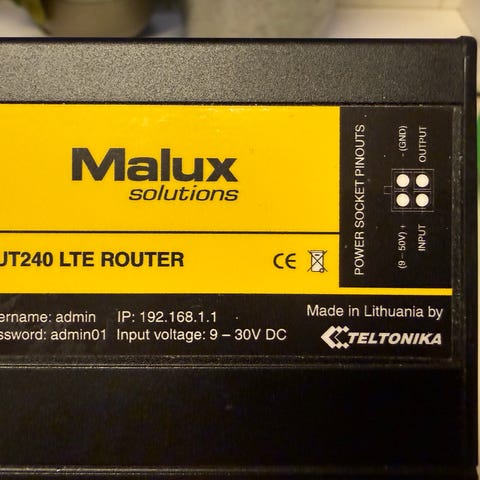 Malux
solutions
UT240 LTE ROUTER
ername: admin IP: 192.168.1.1
ssword: admin01 Input voltage: 9 – 30V DC
Made in Lithuania by
TELTONIKA
POWER SOCKET PINOUTS
- (GND) OUTPUT
(9 – 50V) + INPUT